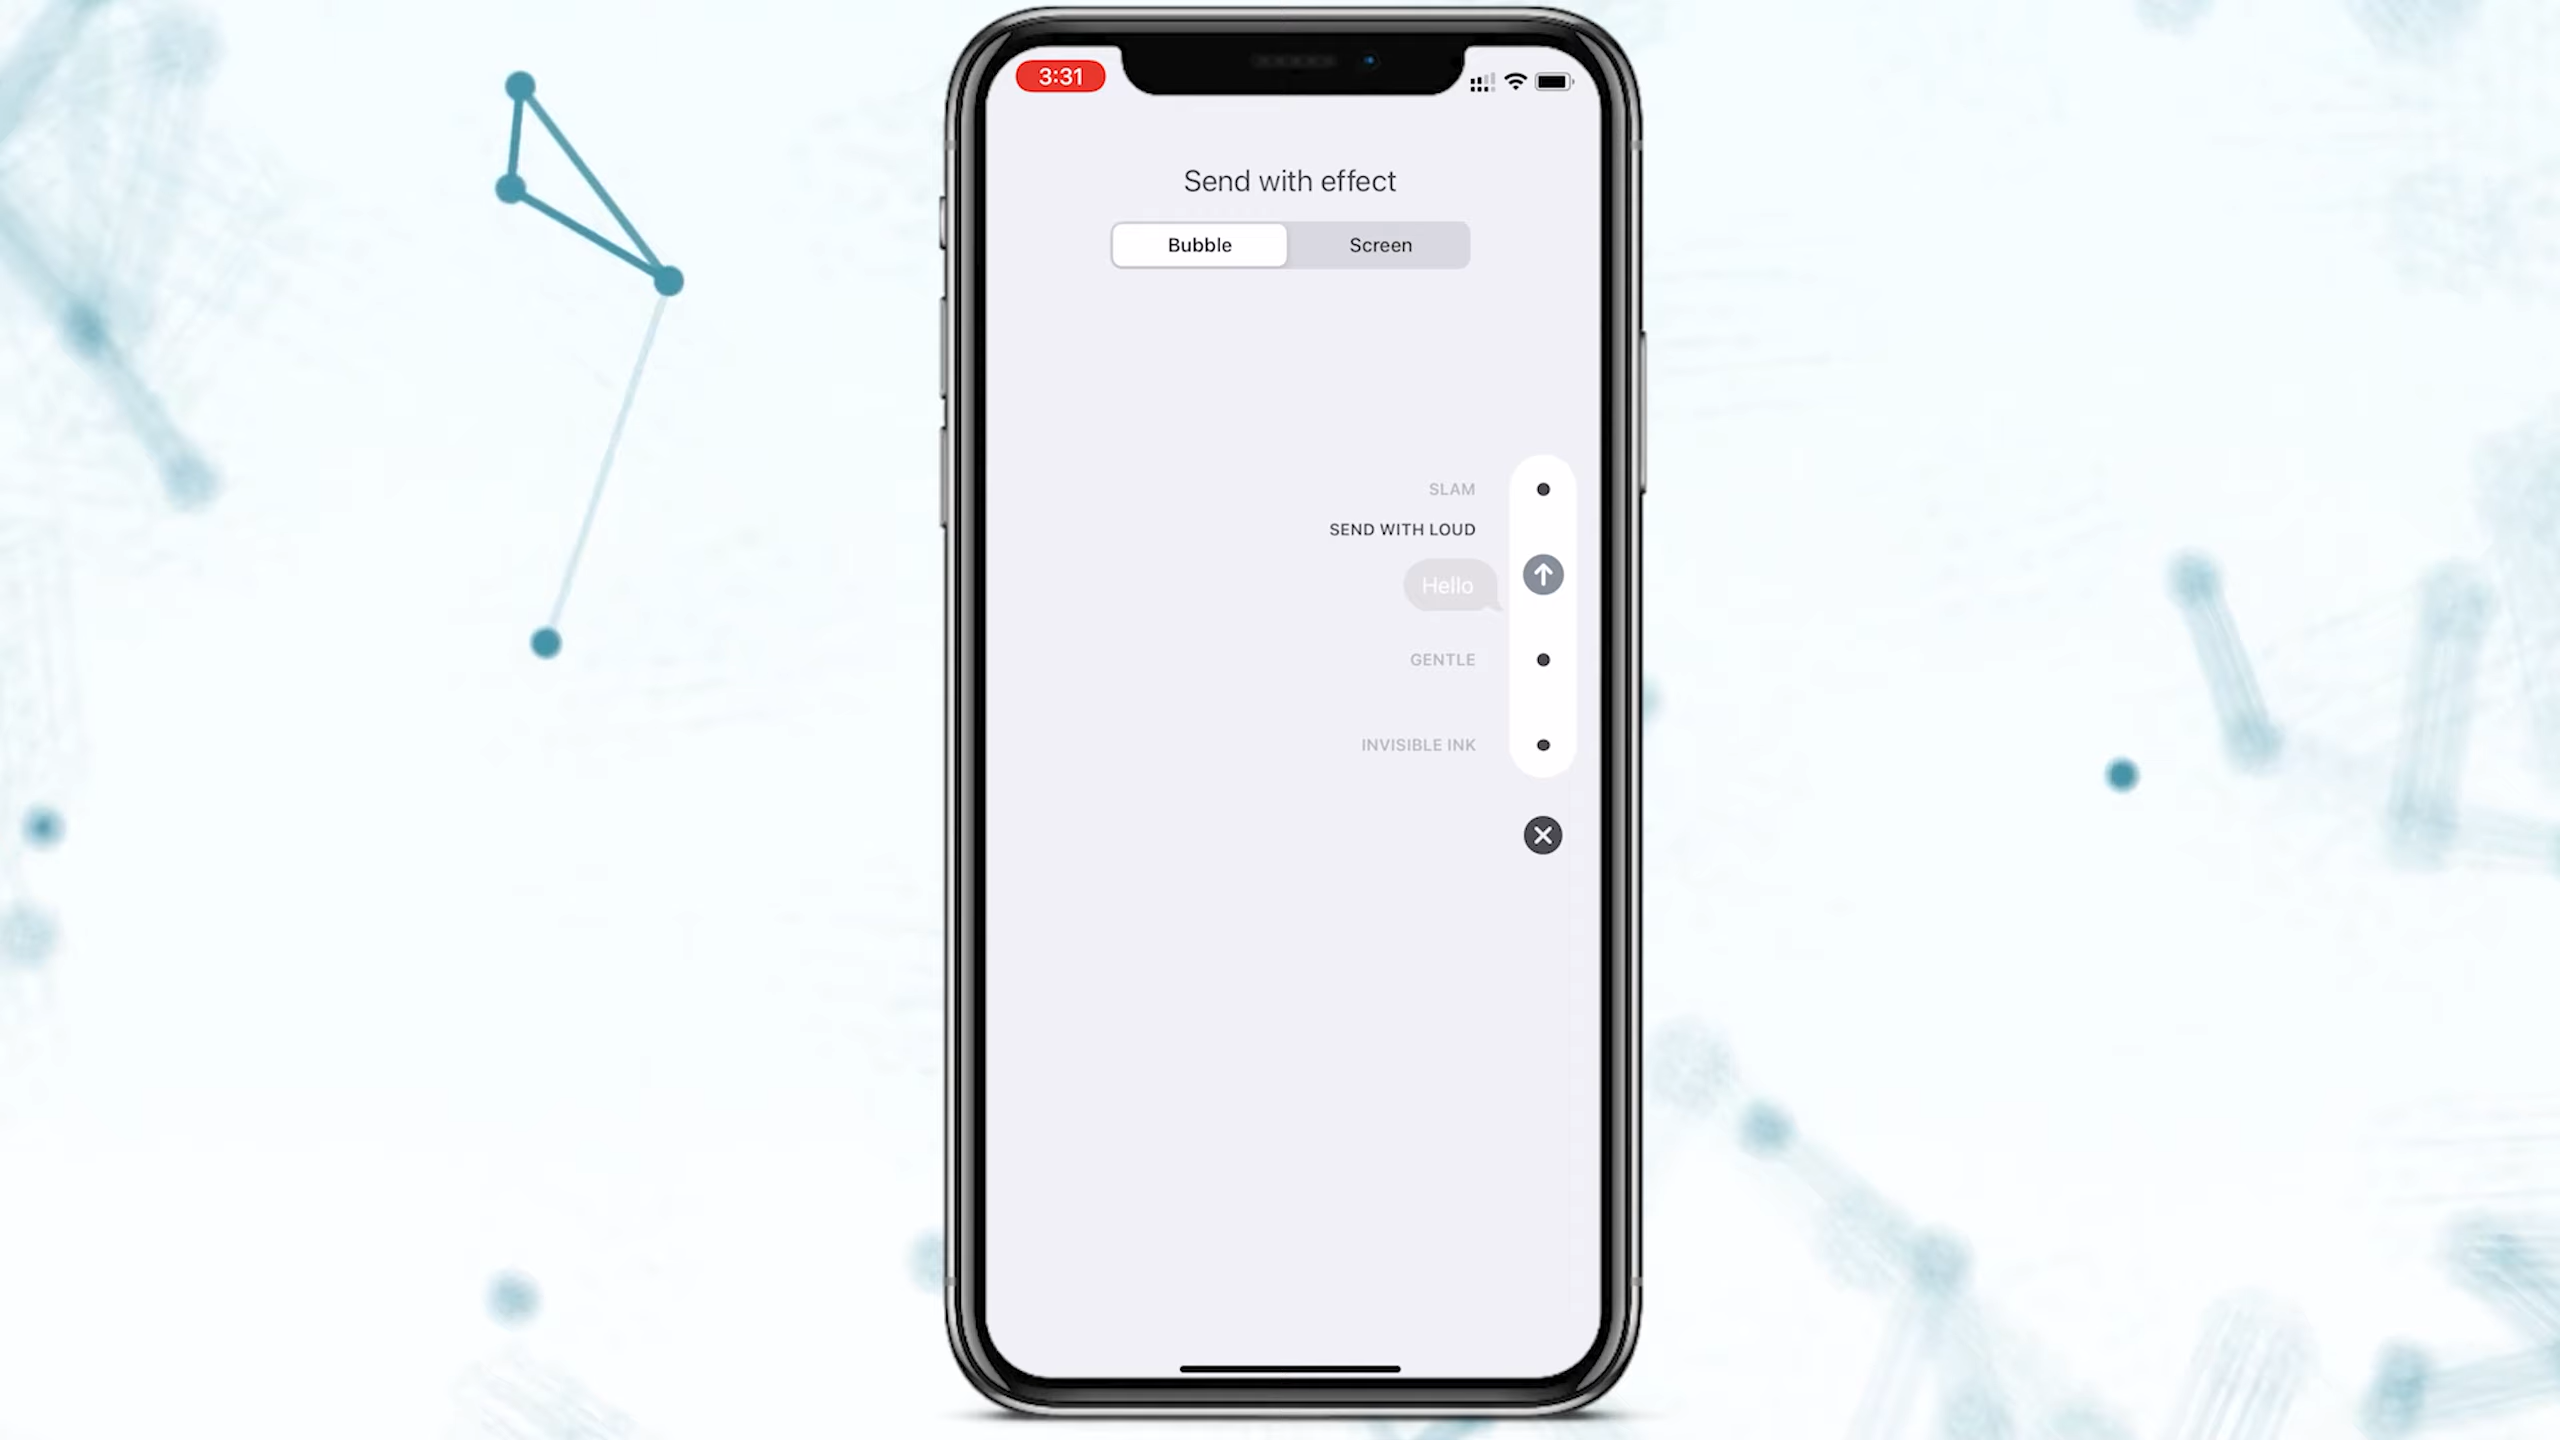 3:31
Send with effect
Bubble Screen
SLAM
SEND WITH LOUD
Hello
GENTLE
INVISIBLE INK